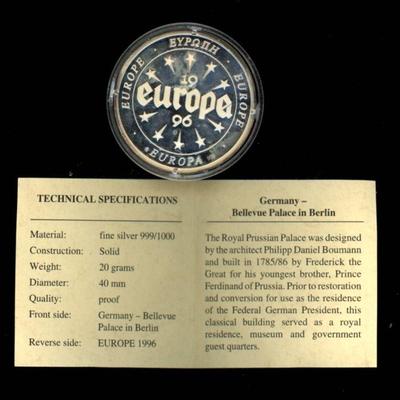 EUROPE · ΕΥΡΩΠΗ · EUROPE
19
europa
96
EUROPA
TECHNICAL SPECIFICATIONS
Material: fine silver 999/1000
Construction: Solid
Weight: 20 grams
Diameter: 40 mm
Quality: proof
Front side: Germany – Bellevue
Palace in Berlin
Reverse side: EUROPE 1996
Germany –
Bellevue Palace in Berlin
The Royal Prussian Palace was designed
by the architect Philipp Daniel Boumann
and built in 1785/86 by Frederick the
Great for his youngest brother, Prince
Ferdinand of Prussia. Prior to restoration
and conversion for use as the residence
of the Federal German President, this
classical building served as a royal
residence, museum and government
guest quarters.